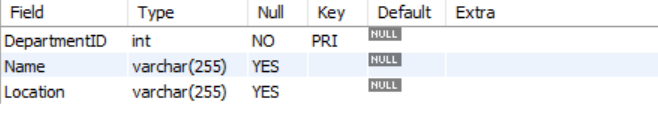 Field Type Null Key Default Extra
DepartmentID int NO PRI NULL
Name varchar(255) YES NULL
Location varchar(255) YES NULL